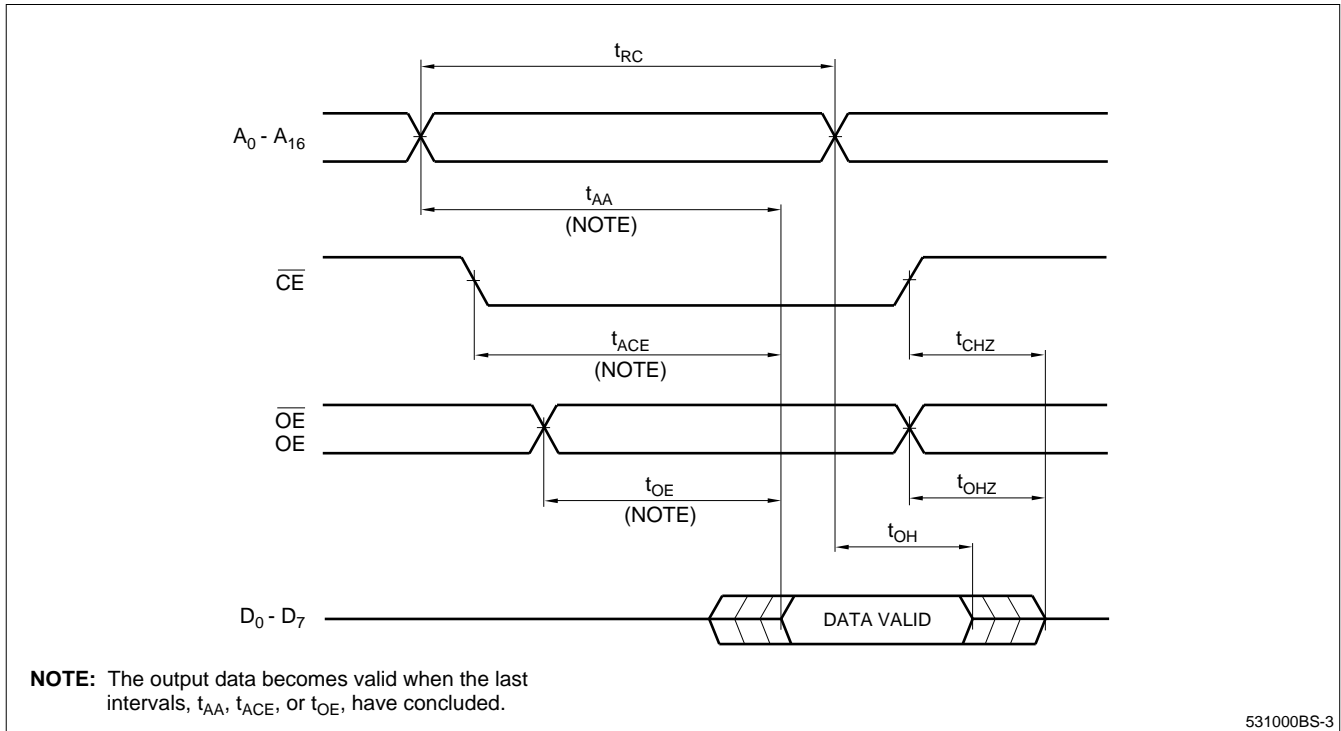 tRC
A0 - A16
tAA
(NOTE)
CE
tACE
(NOTE)
tCHZ
OE
OE
tOE
(NOTE)
tOHZ
tOH
D0 - D7
DATA VALID
NOTE: The output data becomes valid when the last
intervals, tAA, tACE, or tOE, have concluded.
531000BS-3